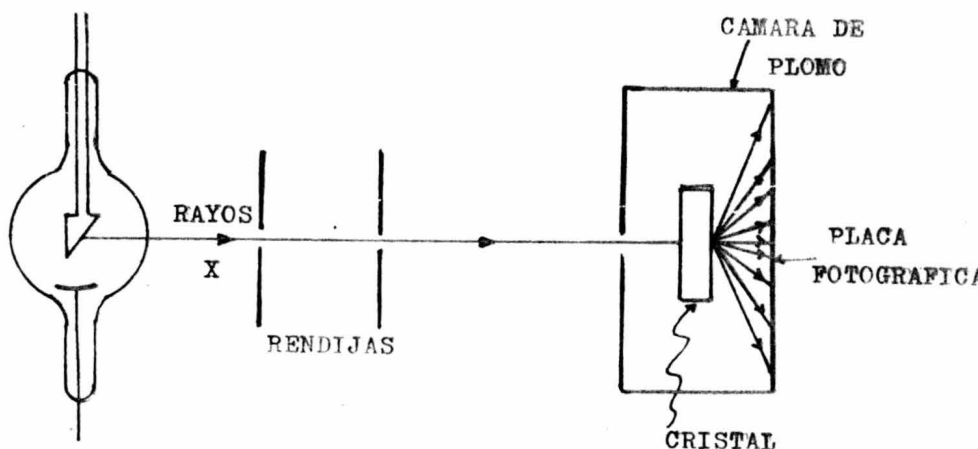 CAMARA DE
PLOMO
RAYOS
X
RENDIJAS
PLACA
FOTOGRAFICA
CRISTAL